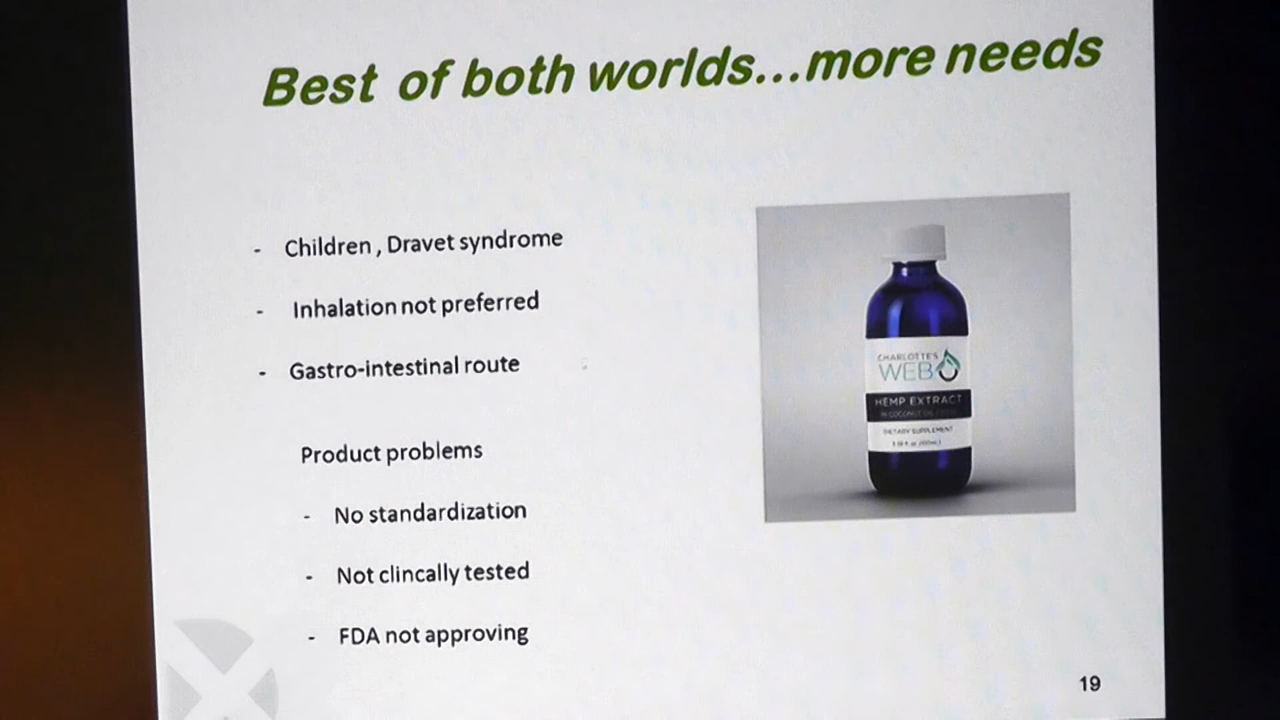 Best of both worlds...more needs
- Children , Dravet syndrome
- Inhalation not preferred
- Gastro-intestinal route
Product problems
- No standardization
- Not clincally tested
- FDA not approving
CHARLOTTE'S
WEB
HEMP EXTRACT
DIETARY SUPPLEMENT
19